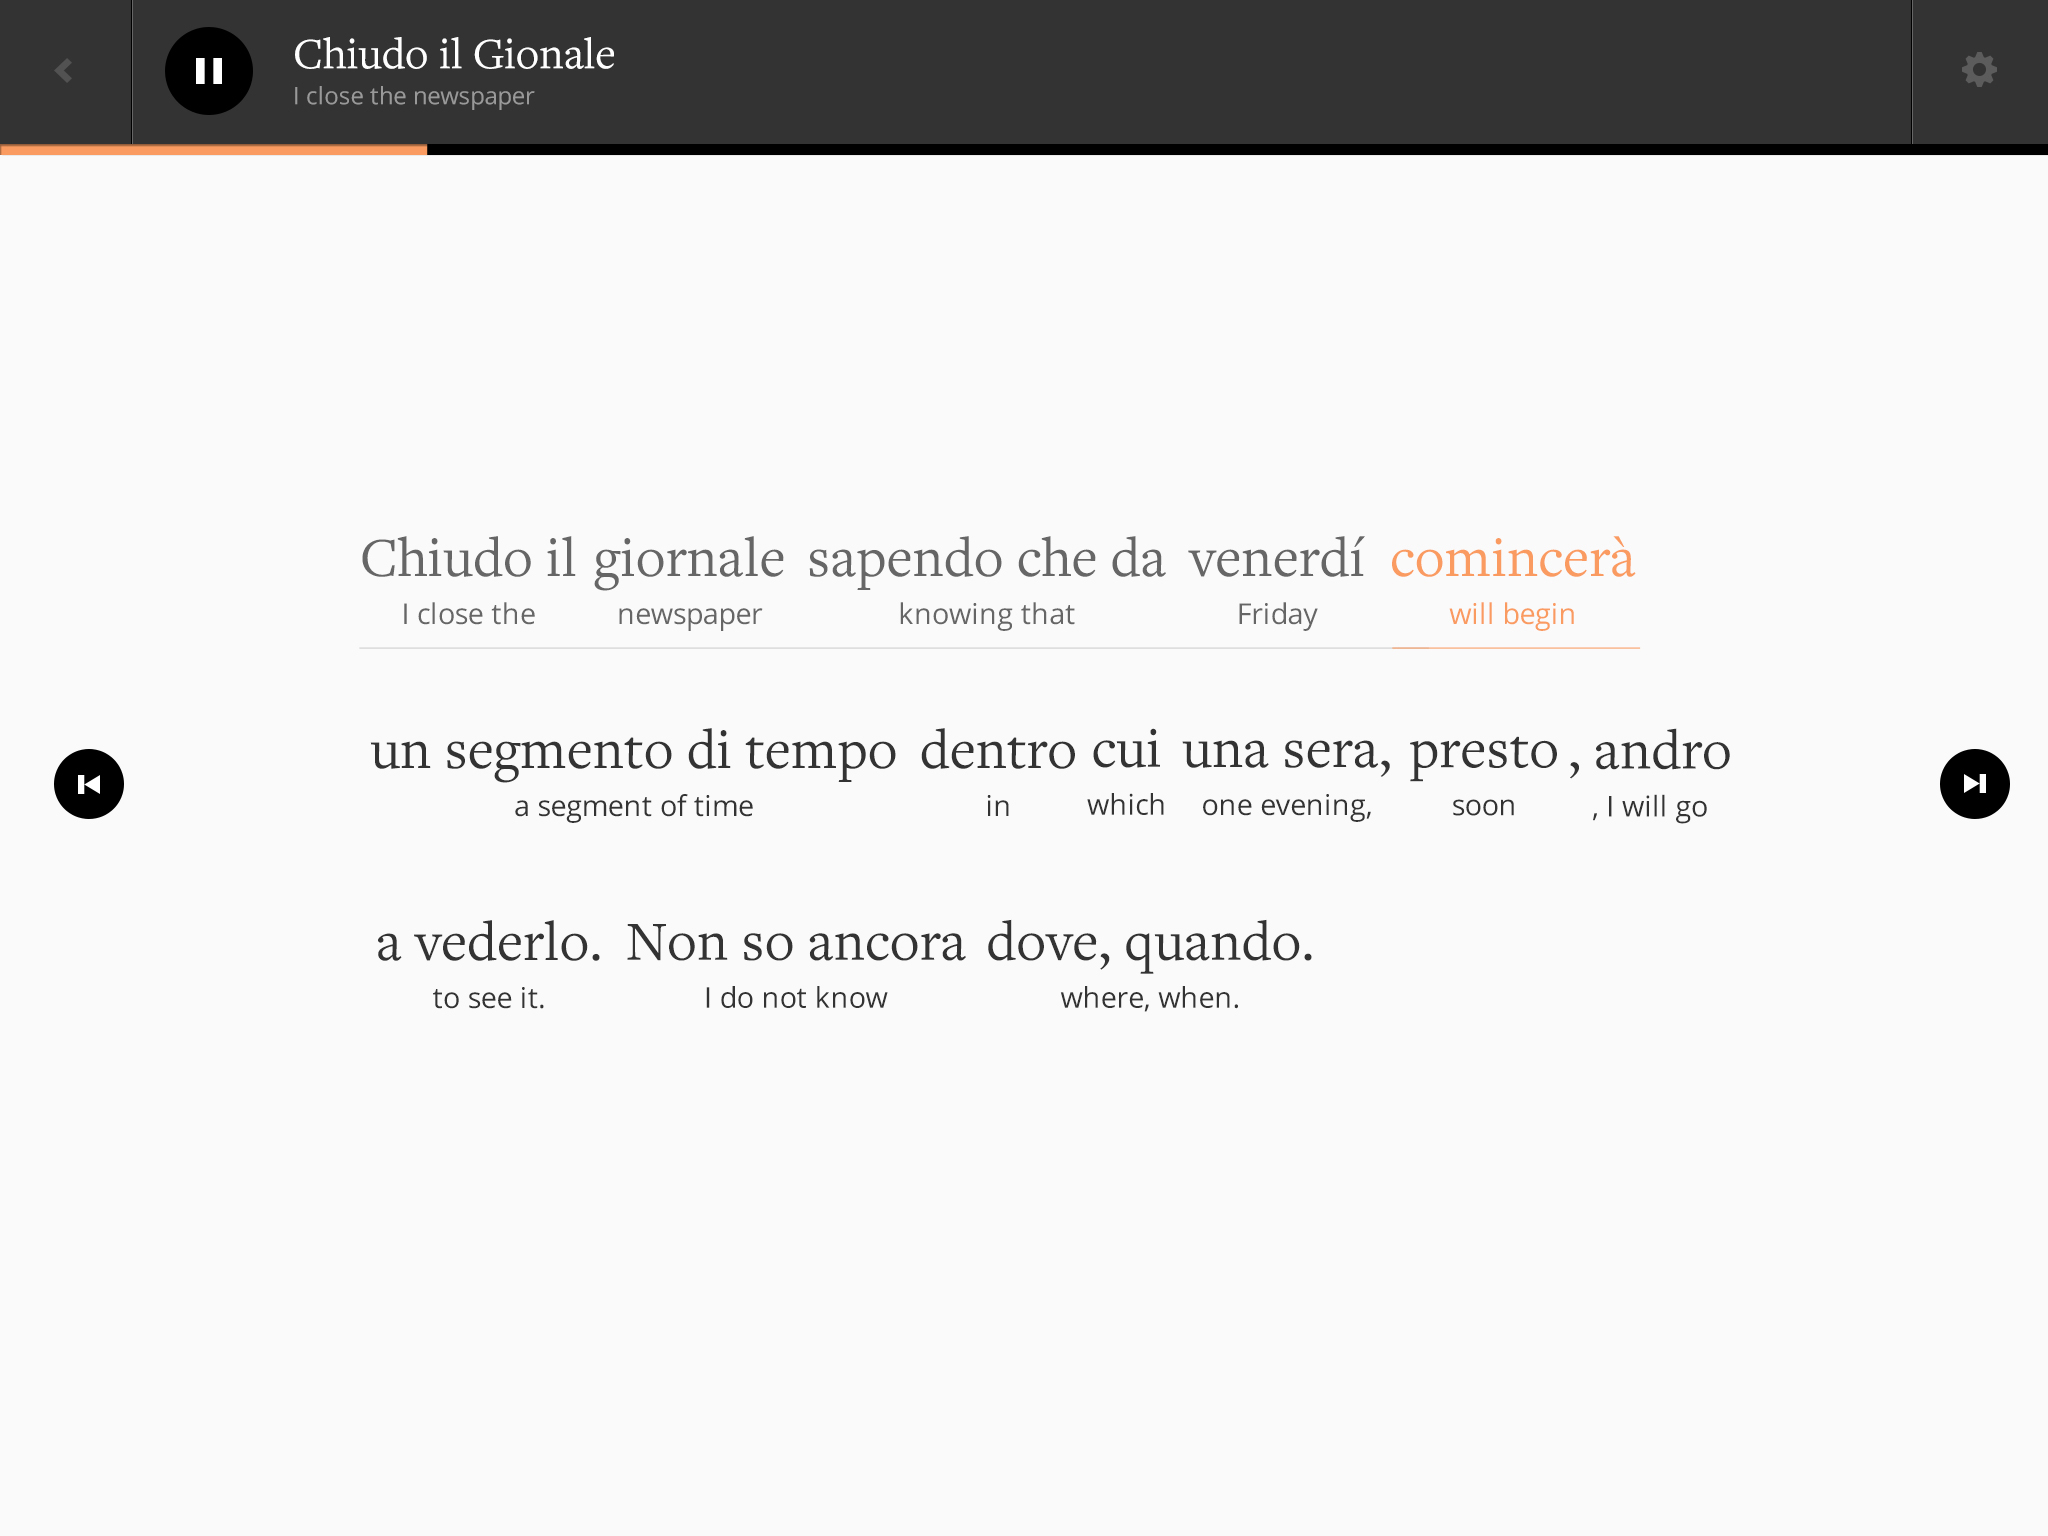 Chiudo il Gionale
I close the newspaper
Chiudo il giornale sapendo che da venerdí comincerà
I close the newspaper knowing that Friday will begin
un segmento di tempo dentro cui una sera, presto , andro
a segment of time in which one evening, soon , I will go
a vederlo. Non so ancora dove, quando.
to see it. I do not know where, when.